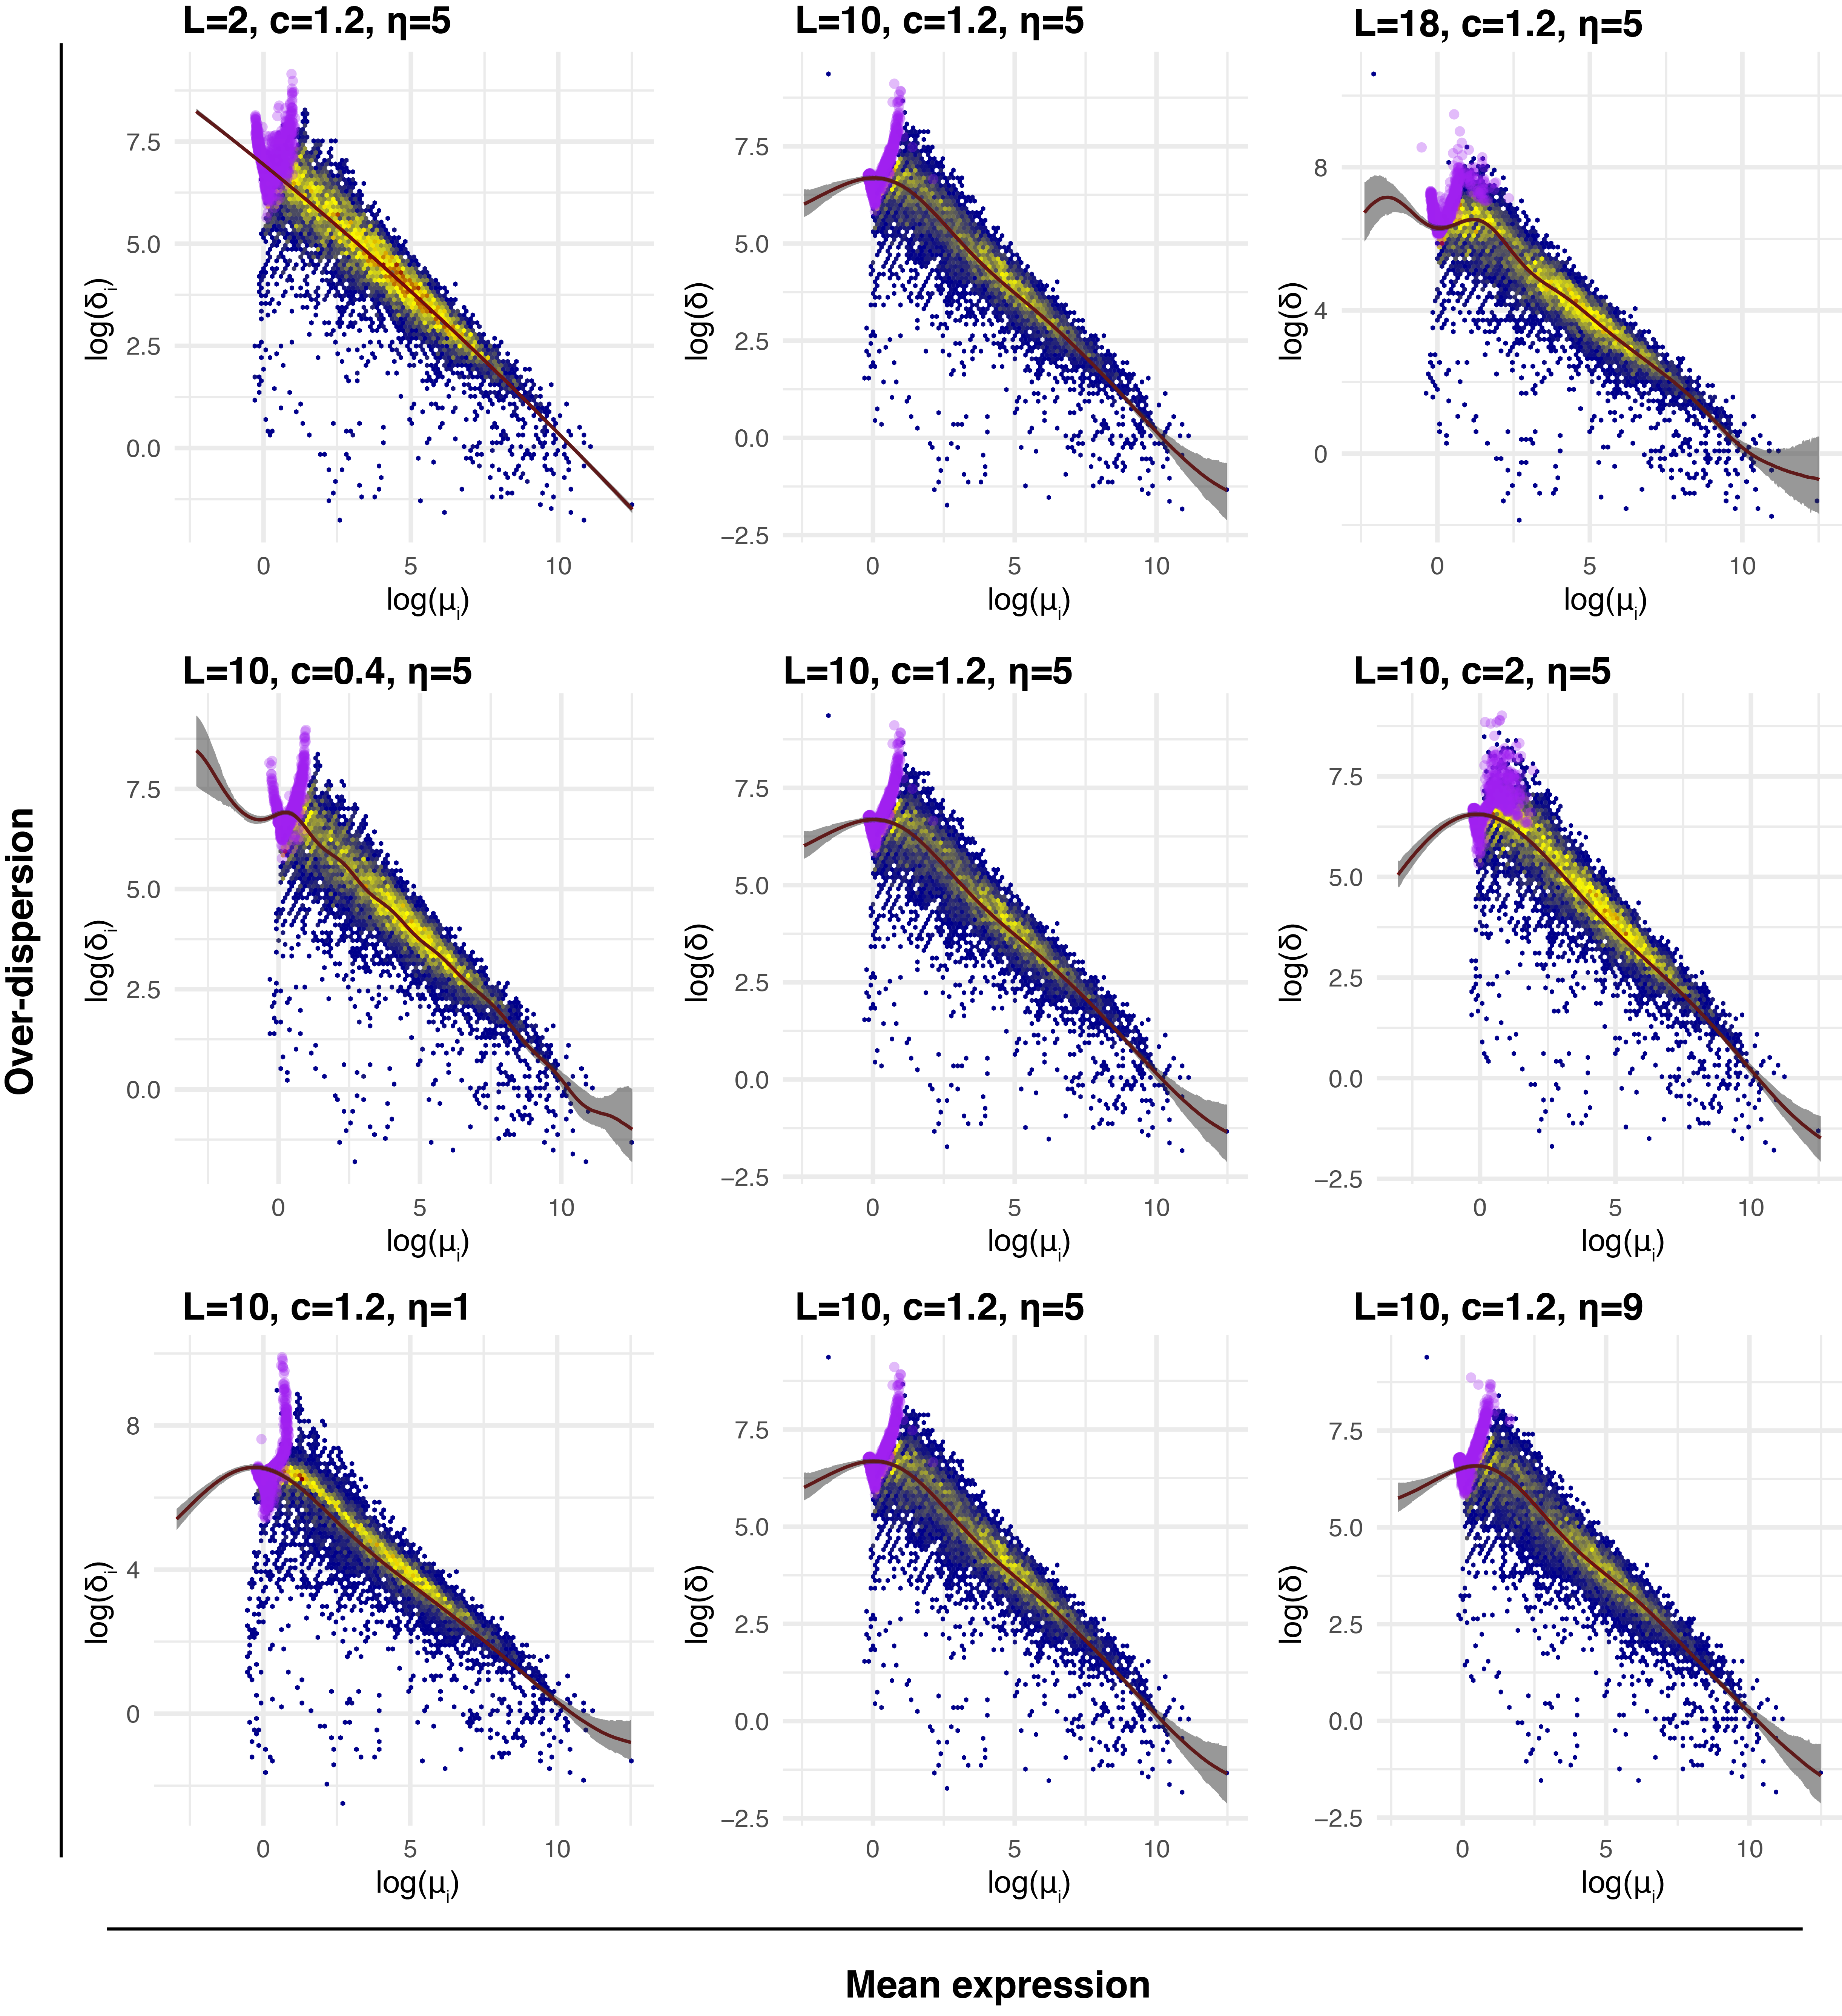 L=2, c=1.2, η=5
L=10, c=1.2, η=5
L=18, c=1.2, η=5
7.5
5.0
2.5
0.0
log(δi)
0 5 10
log(μi)
7.5
5.0
2.5
0.0
−2.5
log(δ)
0 5 10
log(μi)
8
4
0
log(δ)
0 5 10
log(μi)
Over-dispersion
L=10, c=0.4, η=5
L=10, c=1.2, η=5
L=10, c=2, η=5
7.5
5.0
2.5
0.0
log(δi)
0 5 10
log(μi)
7.5
5.0
2.5
0.0
−2.5
log(δ)
0 5 10
log(μi)
7.5
5.0
2.5
0.0
−2.5
log(δ)
0 5 10
log(μi)
L=10, c=1.2, η=1
L=10, c=1.2, η=5
L=10, c=1.2, η=9
8
4
0
log(δi)
0 5 10
log(μi)
7.5
5.0
2.5
0.0
−2.5
log(δ)
0 5 10
log(μi)
7.5
5.0
2.5
0.0
−2.5
log(δ)
0 5 10
log(μi)
Mean expression